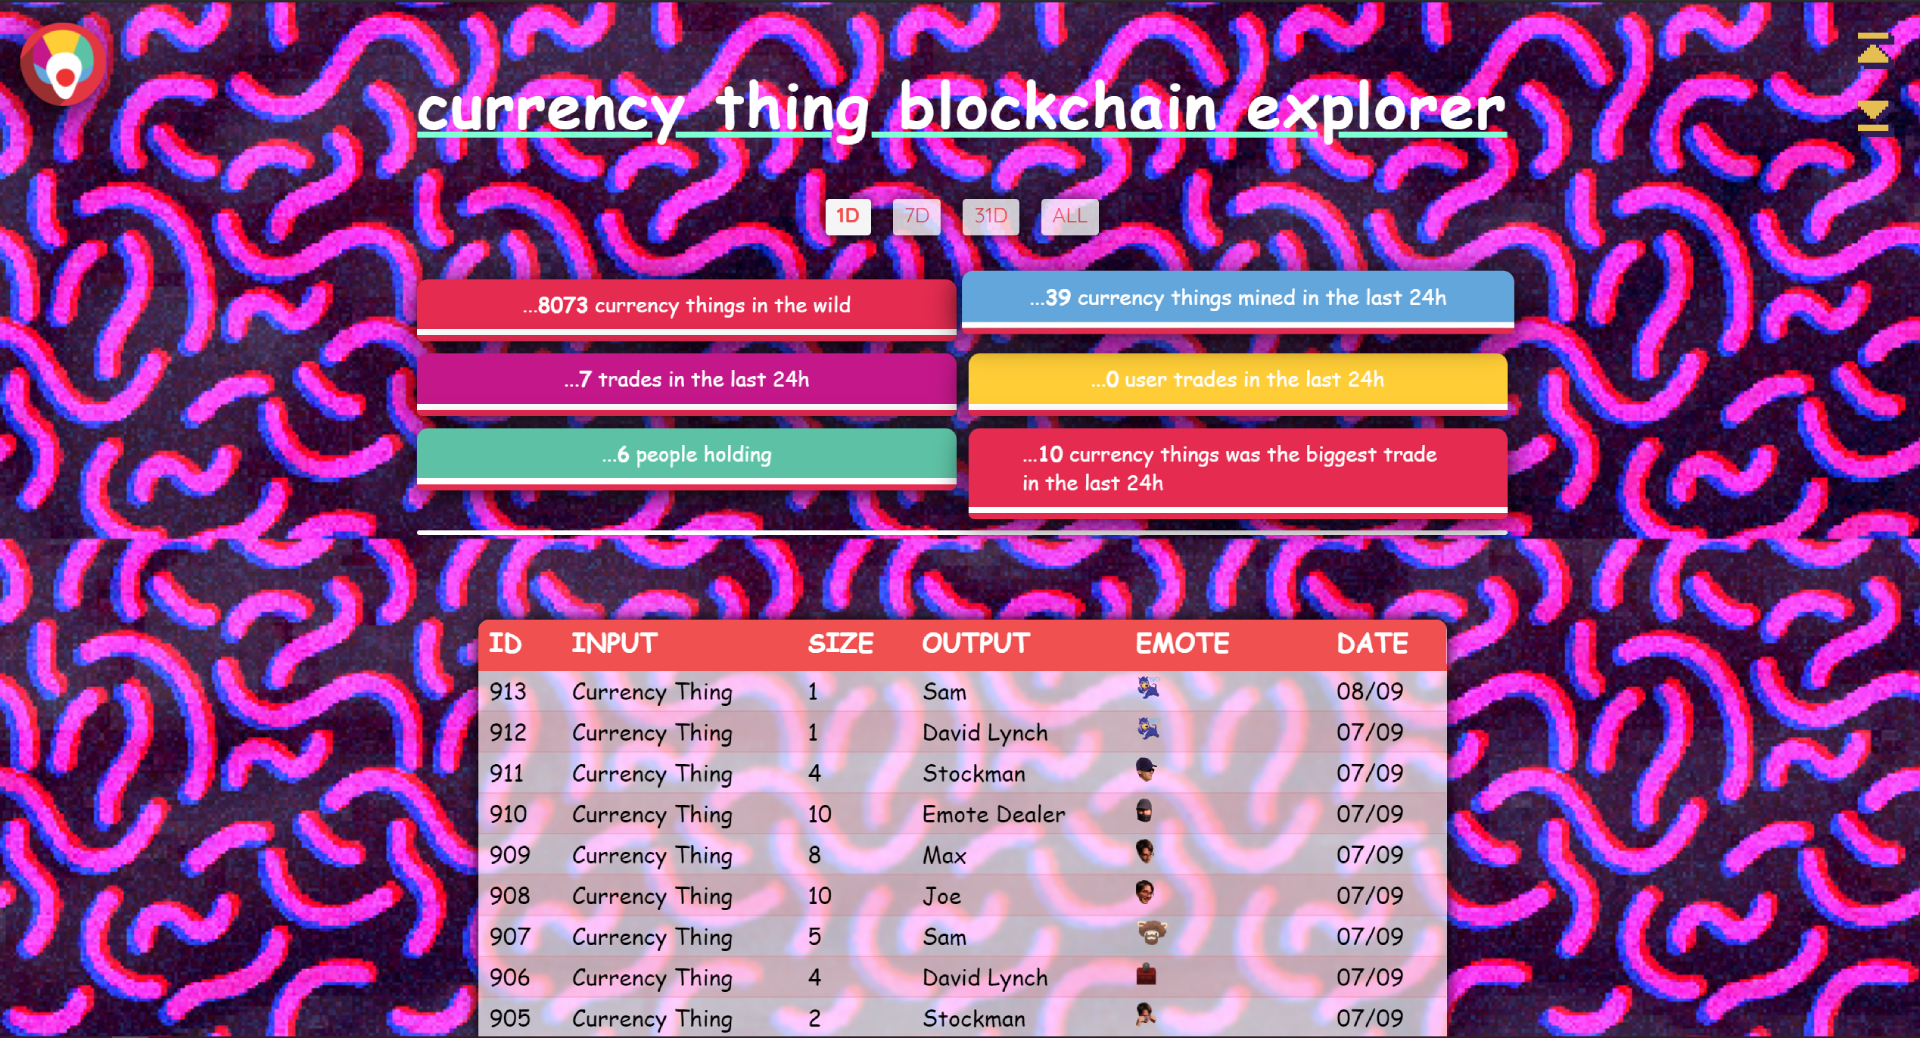 currency thing blockchain explorer
1D 7D 31D ALL
...8073 currency things in the wild
...39 currency things mined in the last 24h
...7 trades in the last 24h
...0 user trades in the last 24h
...6 people holding
...10 currency things was the biggest trade
in the last 24h
ID INPUT SIZE OUTPUT EMOTE DATE
913 Currency Thing 1 Sam 08/09
912 Currency Thing 1 David Lynch 07/09
911 Currency Thing 4 Stockman 07/09
910 Currency Thing 10 Emote Dealer 07/09
909 Currency Thing 8 Max 07/09
908 Currency Thing 10 Joe 07/09
907 Currency Thing 5 Sam 07/09
906 Currency Thing 4 David Lynch 07/09
905 Currency Thing 2 Stockman 07/09